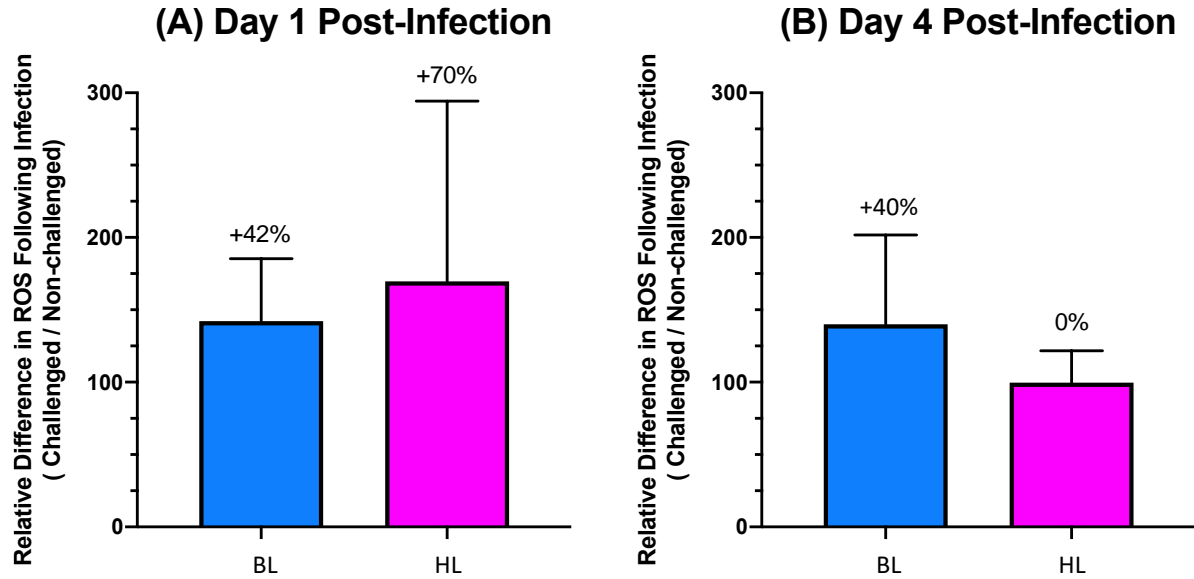 (A) Day 1 Post-Infection
Relative Difference in ROS Following Infection
( Challenged / Non-challenged)
300
200
100
0
+42%
+70%
BL
HL
(B) Day 4 Post-Infection
Relative Difference in ROS Following Infection
( Challenged / Non-challenged)
300
200
100
0
+40%
0%
BL
HL